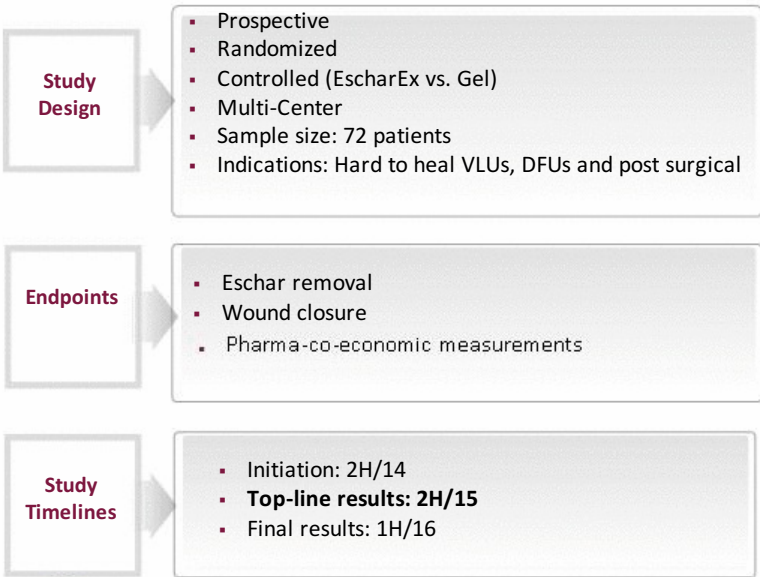 Study
Design
▪ Prospective
▪ Randomized
▪ Controlled (EscharEx vs. Gel)
▪ Multi-Center
▪ Sample size: 72 patients
▪ Indications: Hard to heal VLUs, DFUs and post surgical
Endpoints
▪ Eschar removal
▪ Wound closure
▪ Pharma-co-economic measurements
Study
Timelines
▪ Initiation: 2H/14
▪ Top-line results: 2H/15
▪ Final results: 1H/16